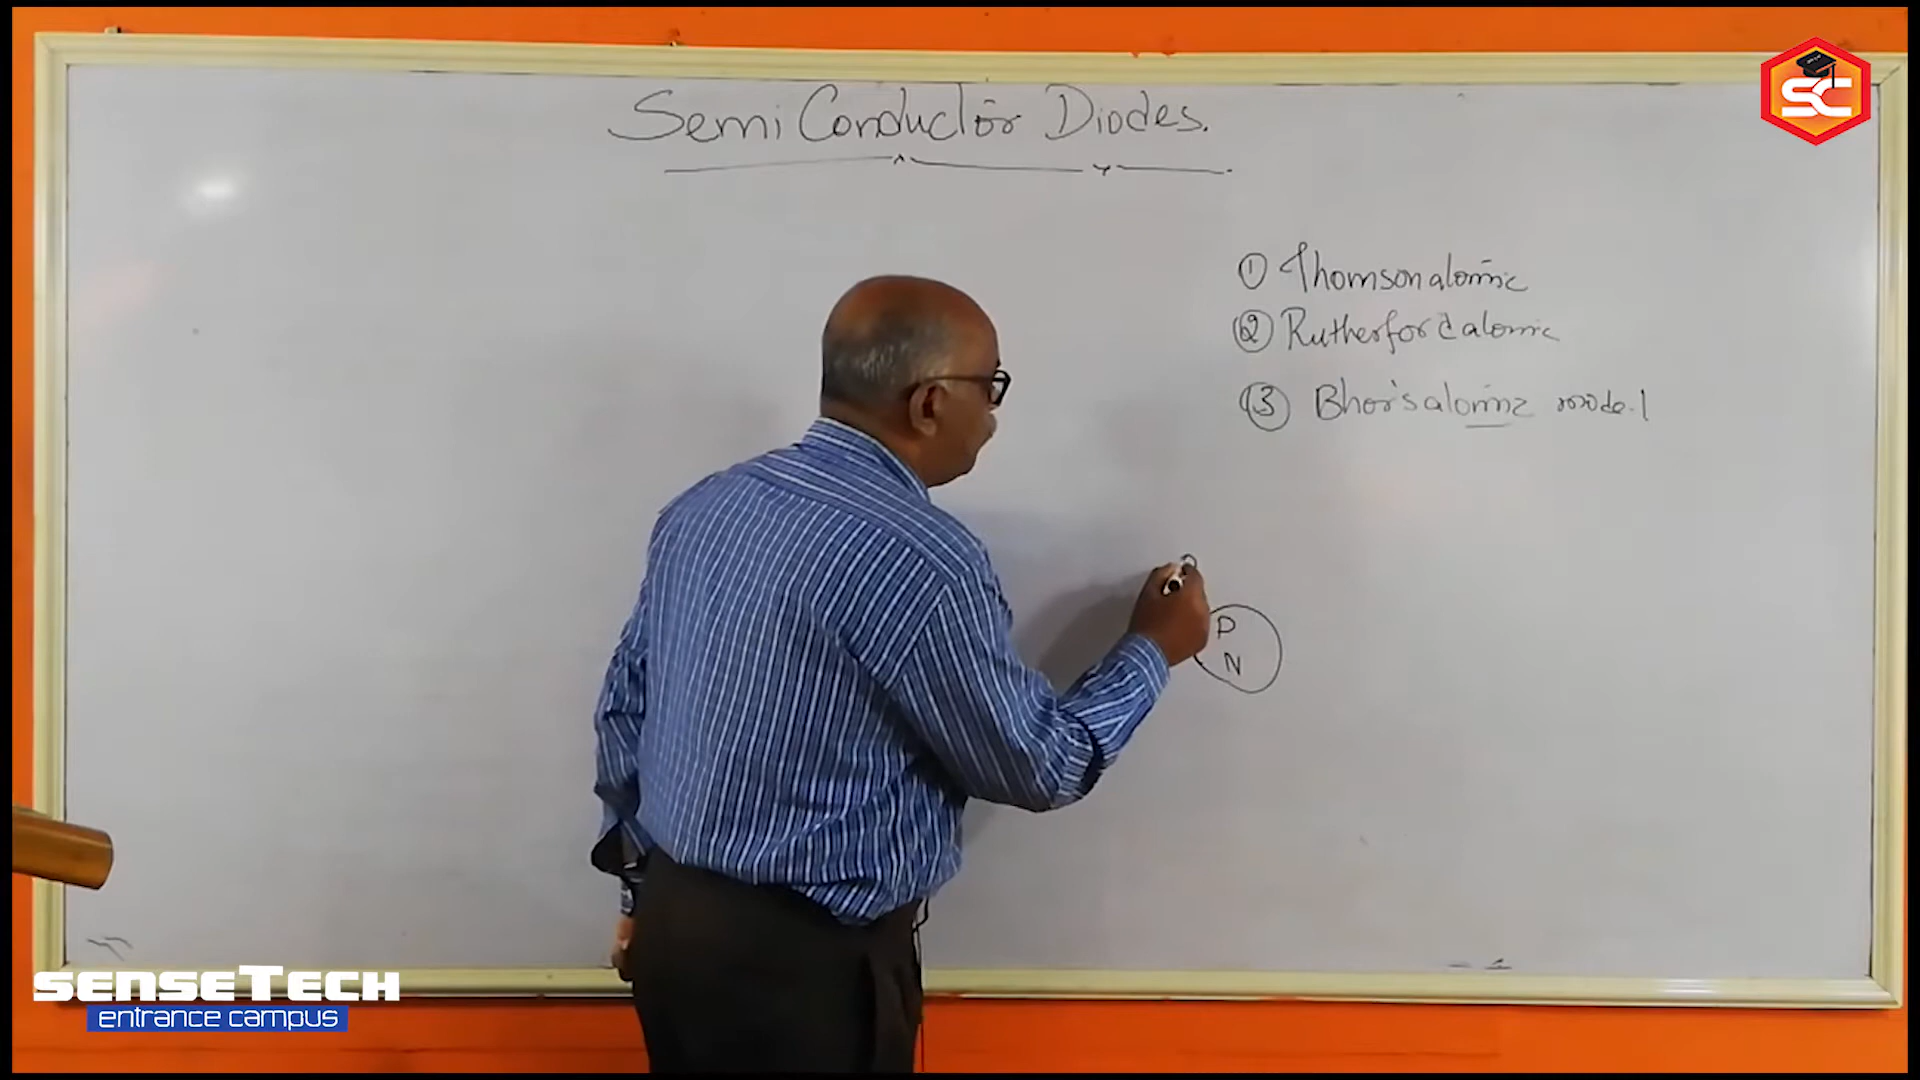 Semi Conductor Diodes.
① Thomson atomic
② Rutherford atomic
③ Bhor's atomic model
P
N
SC
SENSETECH
entrance campus